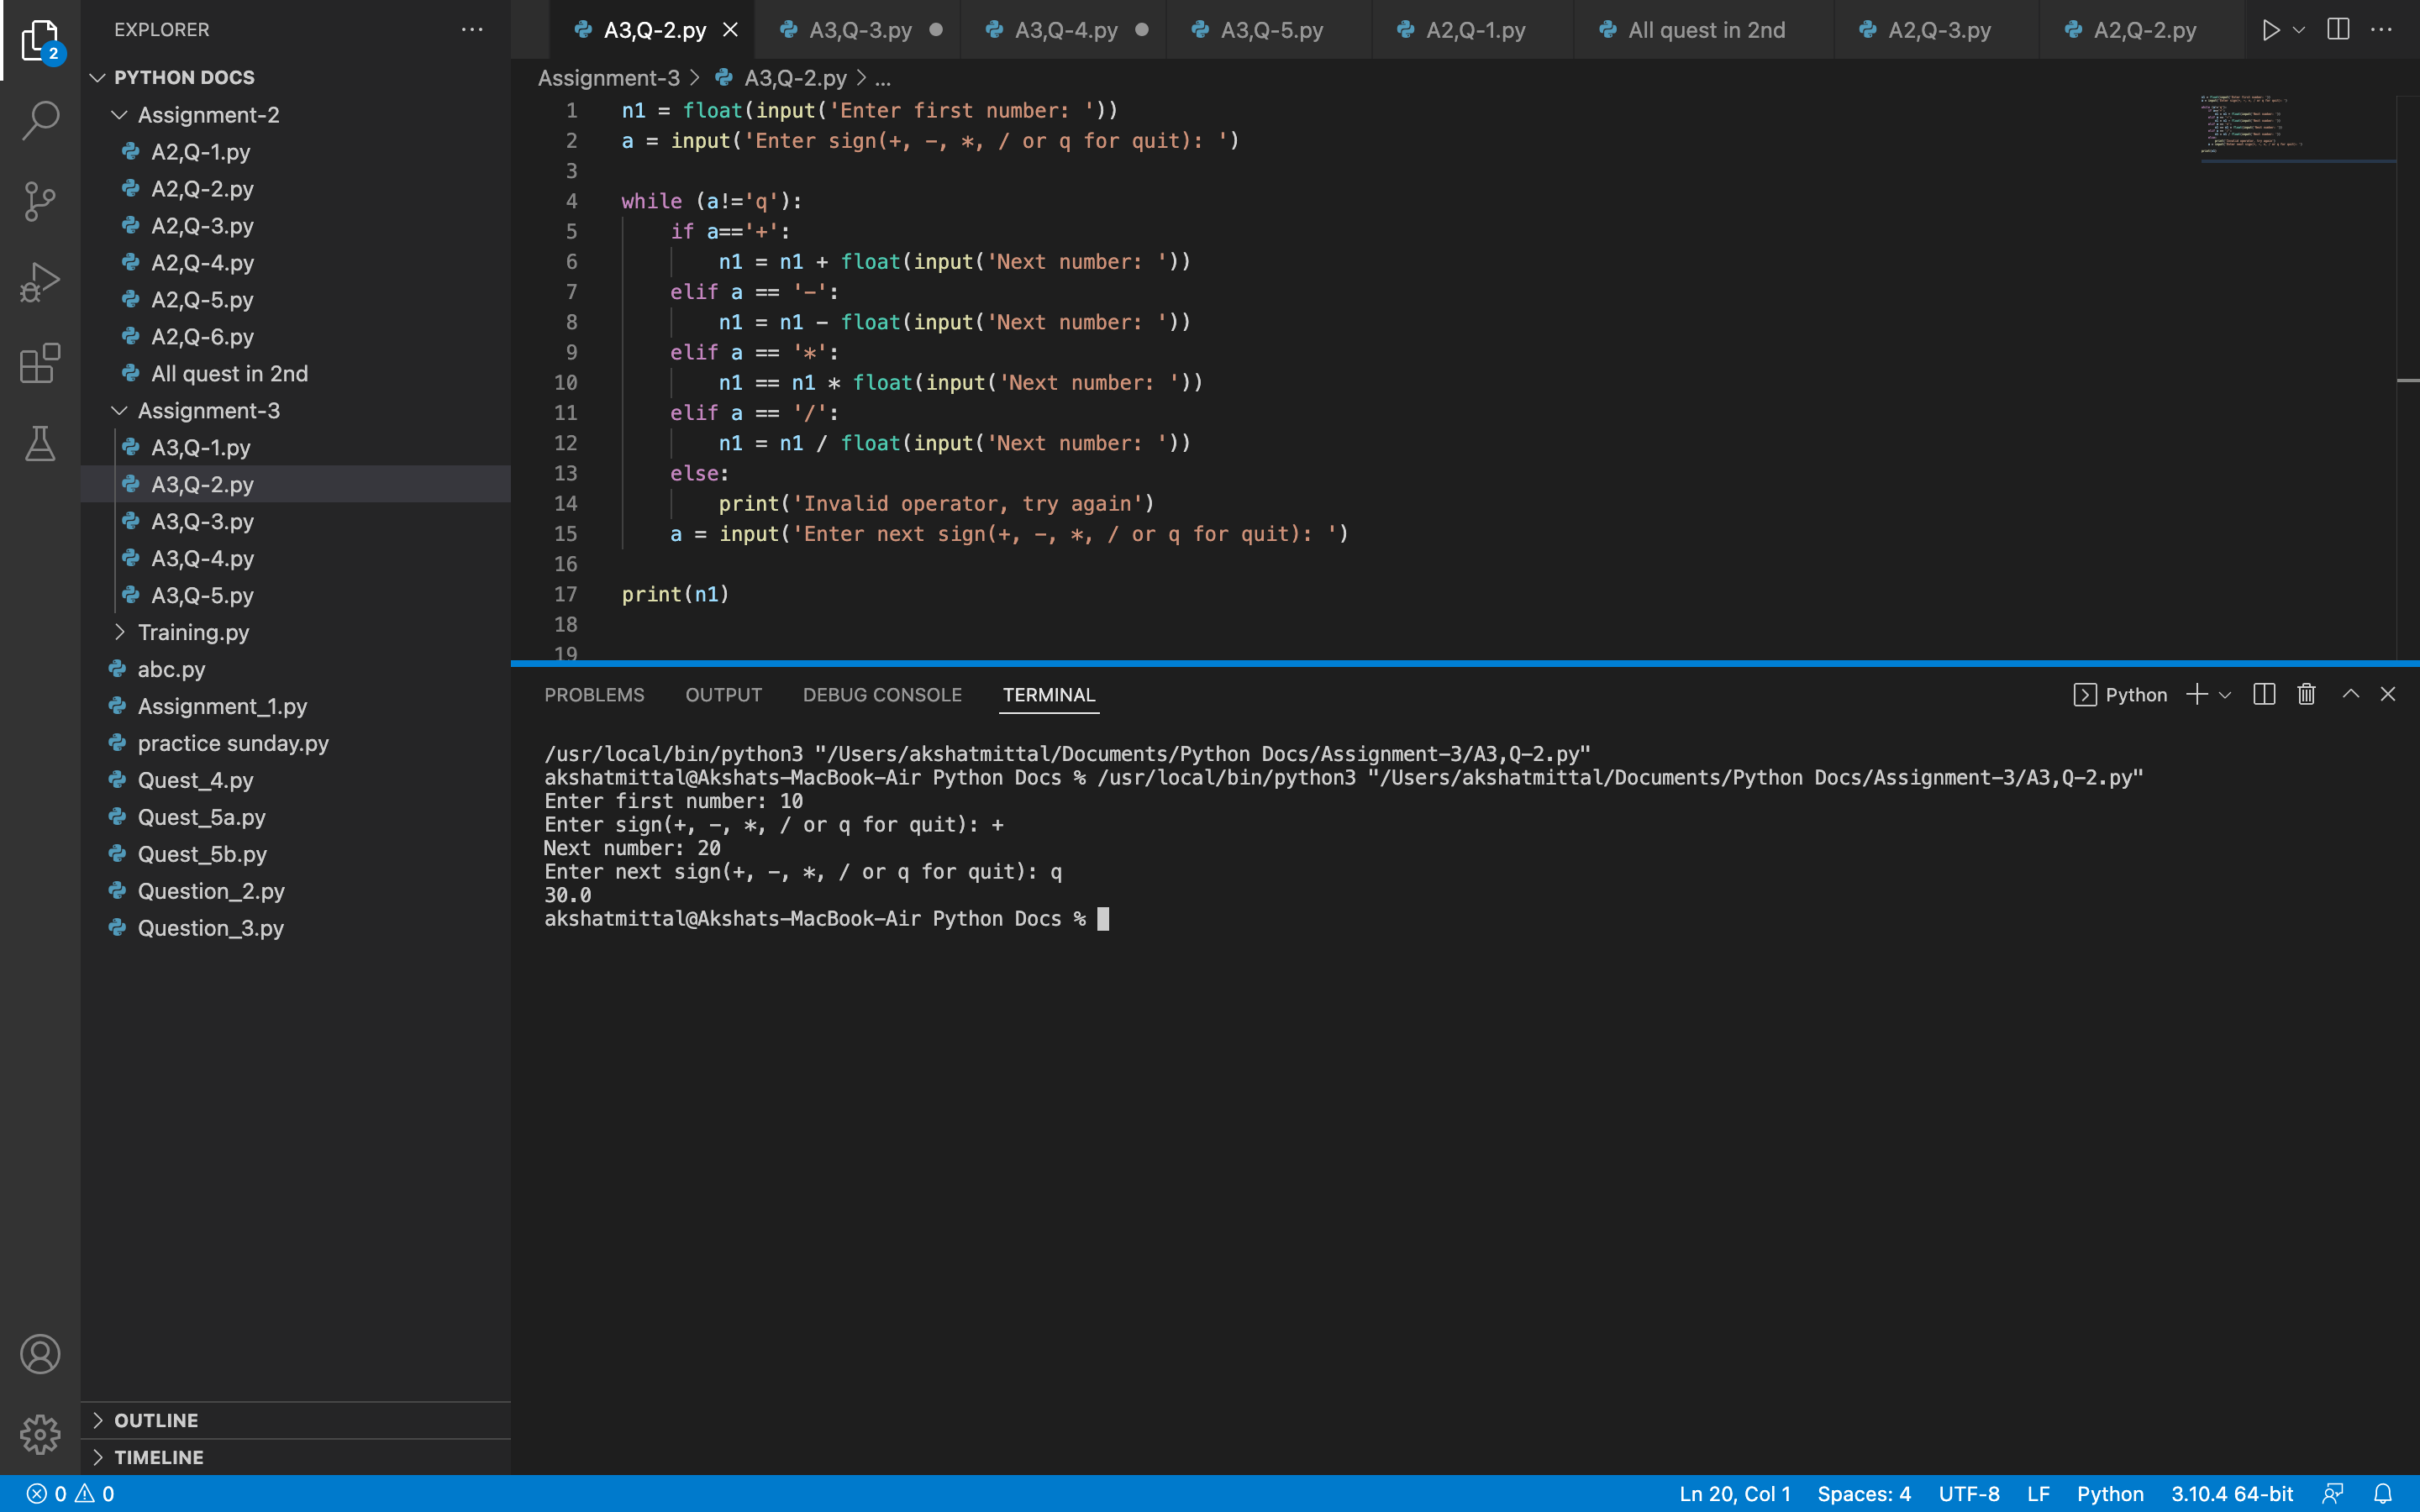 2
EXPLORER
PYTHON DOCS
Assignment-2
A2,Q-1.py
A2,Q-2.py
A2,Q-3.py
A2,Q-4.py
A2,Q-5.py
A2,Q-6.py
All quest in 2nd
Assignment-3
A3,Q-1.py
A3,Q-2.py
A3,Q-3.py
A3,Q-4.py
A3,Q-5.py
Training.py
abc.py
Assignment_1.py
practice sunday.py
Quest_4.py
Quest_5a.py
Quest_5b.py
Question_2.py
Question_3.py
OUTLINE
TIMELINE
A3,Q-2.py A3,Q-3.py A3,Q-4.py A3,Q-5.py A2,Q-1.py All quest in 2nd A2,Q-3.py A2,Q-2.py
Assignment-3 > A3,Q-2.py > ...
1 n1 = float(input('Enter first number: '))
2 a = input('Enter sign(+, -, *, / or q for quit): ')
3
4 while (a!='q'):
5     if a=='+':
6         n1 = n1 + float(input('Next number: '))
7     elif a == '-':
8         n1 = n1 - float(input('Next number: '))
9     elif a == '*':
10         n1 == n1 * float(input('Next number: '))
11     elif a == '/':
12         n1 = n1 / float(input('Next number: '))
13     else:
14         print('Invalid operator, try again')
15     a = input('Enter next sign(+, -, *, / or q for quit): ')
16
17 print(n1)
18
19
PROBLEMS OUTPUT DEBUG CONSOLE TERMINAL Python
/usr/local/bin/python3 "/Users/akshatmittal/Documents/Python Docs/Assignment-3/A3,Q-2.py"
akshatmittal@Akshats-MacBook-Air Python Docs % /usr/local/bin/python3 "/Users/akshatmittal/Documents/Python Docs/Assignment-3/A3,Q-2.py"
Enter first number: 10
Enter sign(+, -, *, / or q for quit): +
Next number: 20
Enter next sign(+, -, *, / or q for quit): q
30.0
akshatmittal@Akshats-MacBook-Air Python Docs %
0 0 Ln 20, Col 1 Spaces: 4 UTF-8 LF Python 3.10.4 64-bit